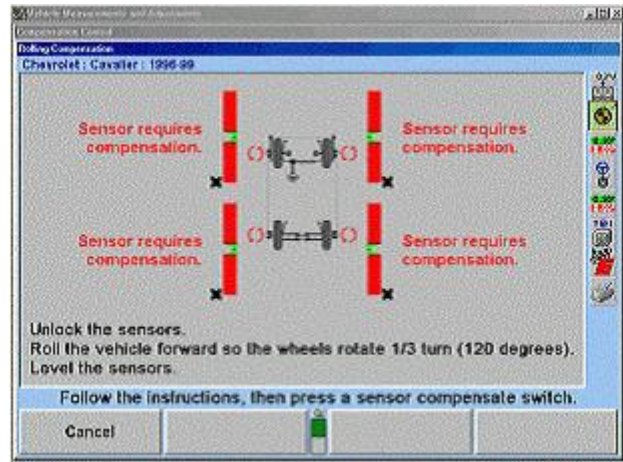 Vehicle Measurements and Adjustments
Compensation Control
Rolling Compensation
Chevrolet : Cavalier : 1996-99
Sensor requires
compensation.
Sensor requires
compensation.
Sensor requires
compensation.
Sensor requires
compensation.
Unlock the sensors.
Roll the vehicle forward so the wheels rotate 1/3 turn (120 degrees).
Level the sensors.
Follow the instructions, then press a sensor compensate switch.
Cancel